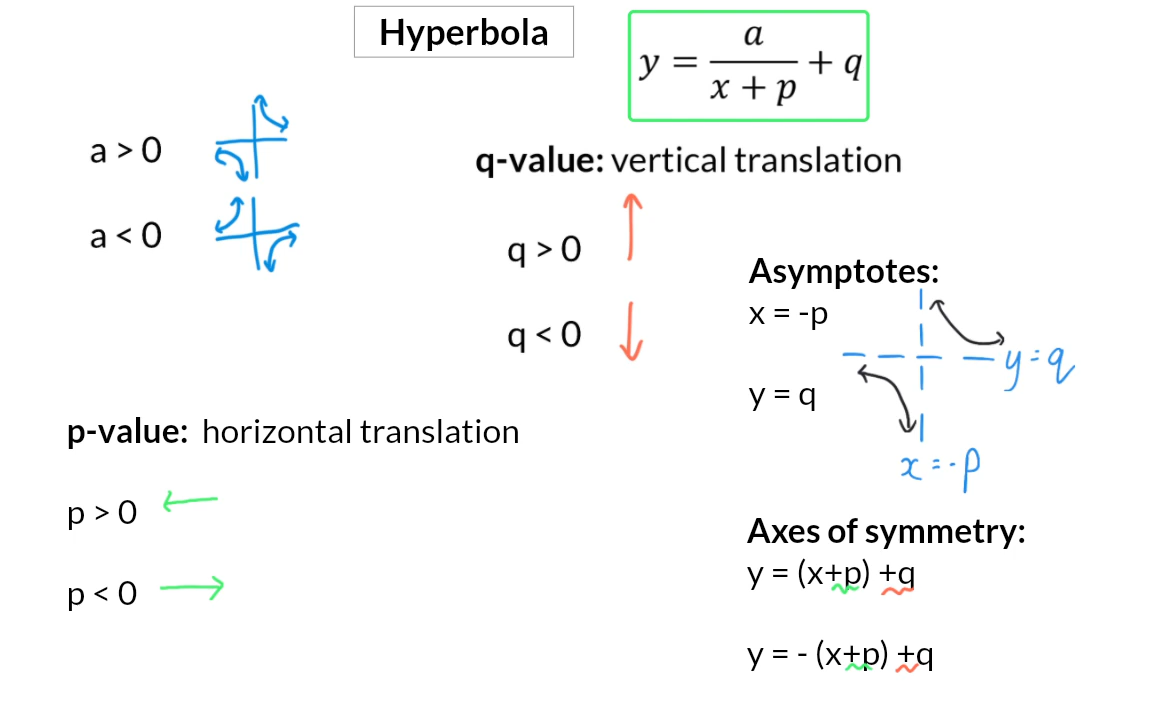 Hyperbola
y = a / (x + p) + q
a > 0
a < 0
q-value: vertical translation
q > 0
q < 0
Asymptotes:
x = -p
y = q
y = q
x = -p
p-value: horizontal translation
p > 0
p < 0
Axes of symmetry:
y = (x+p) +q
y = - (x+p) +q